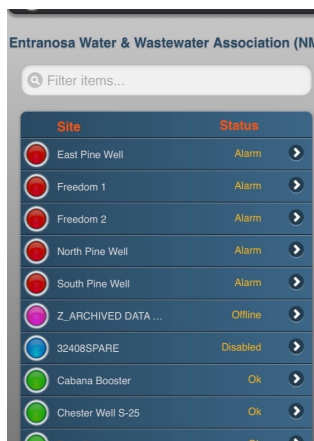 Entranosa Water & Wastewater Association (NM
Filter items...
Site Status
East Pine Well Alarm
Freedom 1 Alarm
Freedom 2 Alarm
North Pine Well Alarm
South Pine Well Alarm
Z_ARCHIVED DATA ... Offline
32408SPARE Disabled
Cabana Booster Ok
Chester Well S-25 Ok